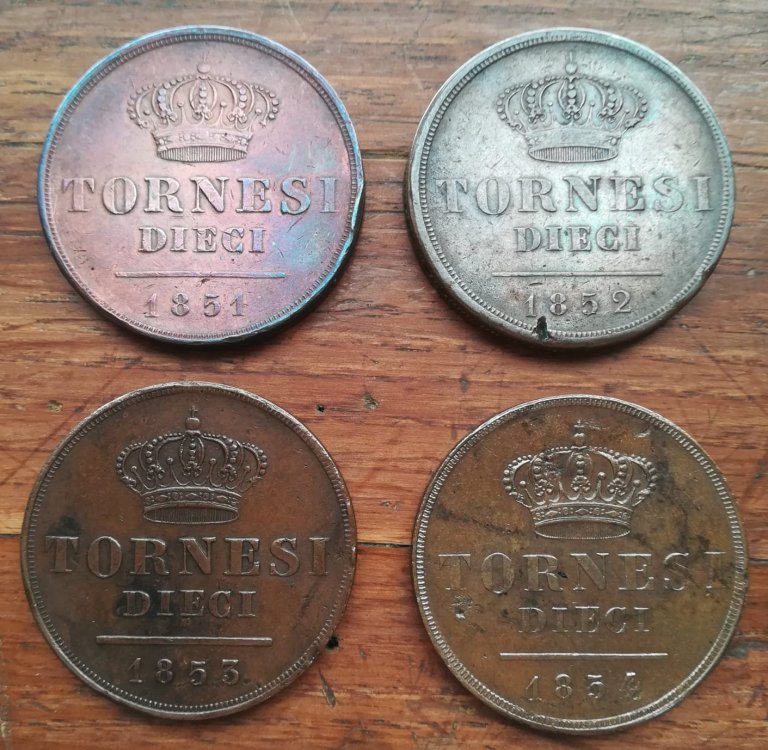 TORNESI
DIECI
1851
TORNESI
DIECI
1852
TORNESI
DIECI
1853.
TORNESI
DIECI
1854